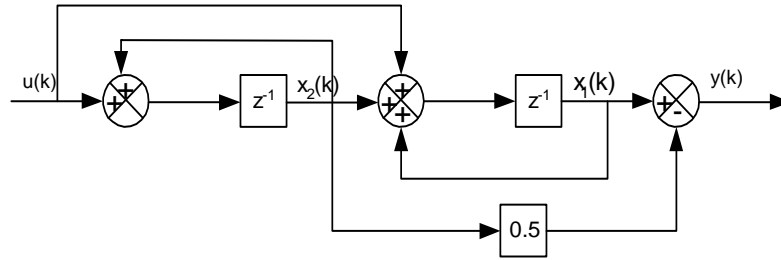 u(k)
+
+
z-1
x2(k)
+
+
+
z-1
x1(k)
+
-
y(k)
0.5